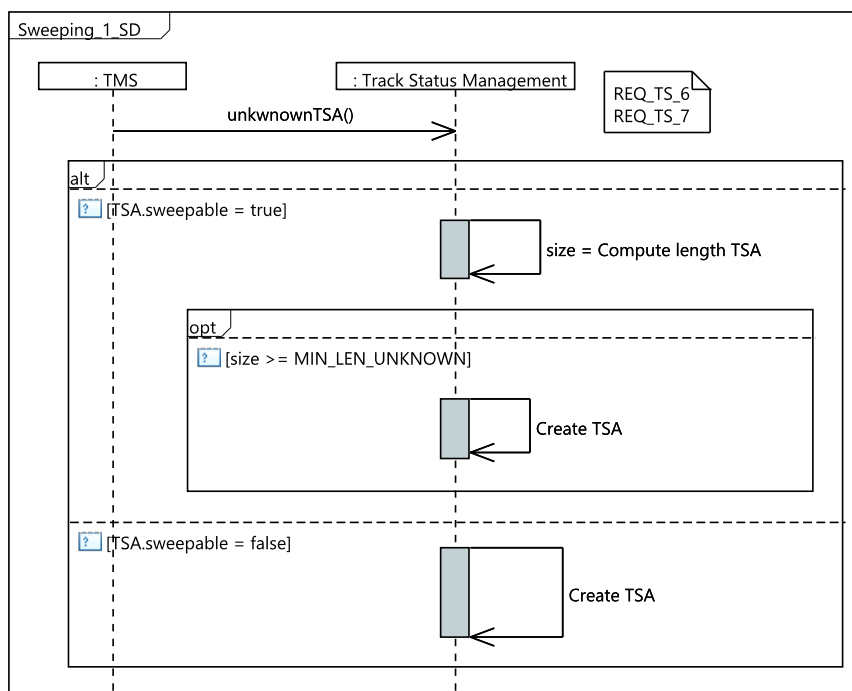 Sweeping_1_SD
: TMS
: Track Status Management
REQ_TS_6
REQ_TS_7
unkwnownTSA()
alt
? [TSA.sweepable = true]
size = Compute length TSA
opt
? [size >= MIN_LEN_UNKNOWN]
Create TSA
? [TSA.sweepable = false]
Create TSA